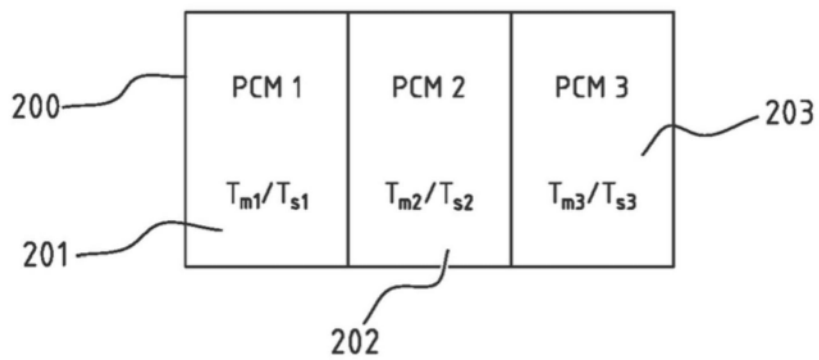 PCM 1 PCM 2 PCM 3
200 203
Tm1/Ts1 Tm2/Ts2 Tm3/Ts3
201
202